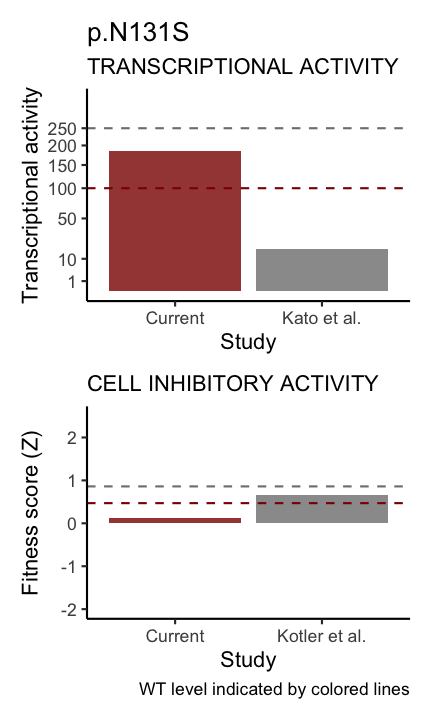 p.N131S
TRANSCRIPTIONAL ACTIVITY
Transcriptional activity
250
200
150
100
50
10
1
Current
Kato et al.
Study
CELL INHIBITORY ACTIVITY
Fitness score (Z)
2
1
0
-1
-2
Current
Kotler et al.
Study
WT level indicated by colored lines